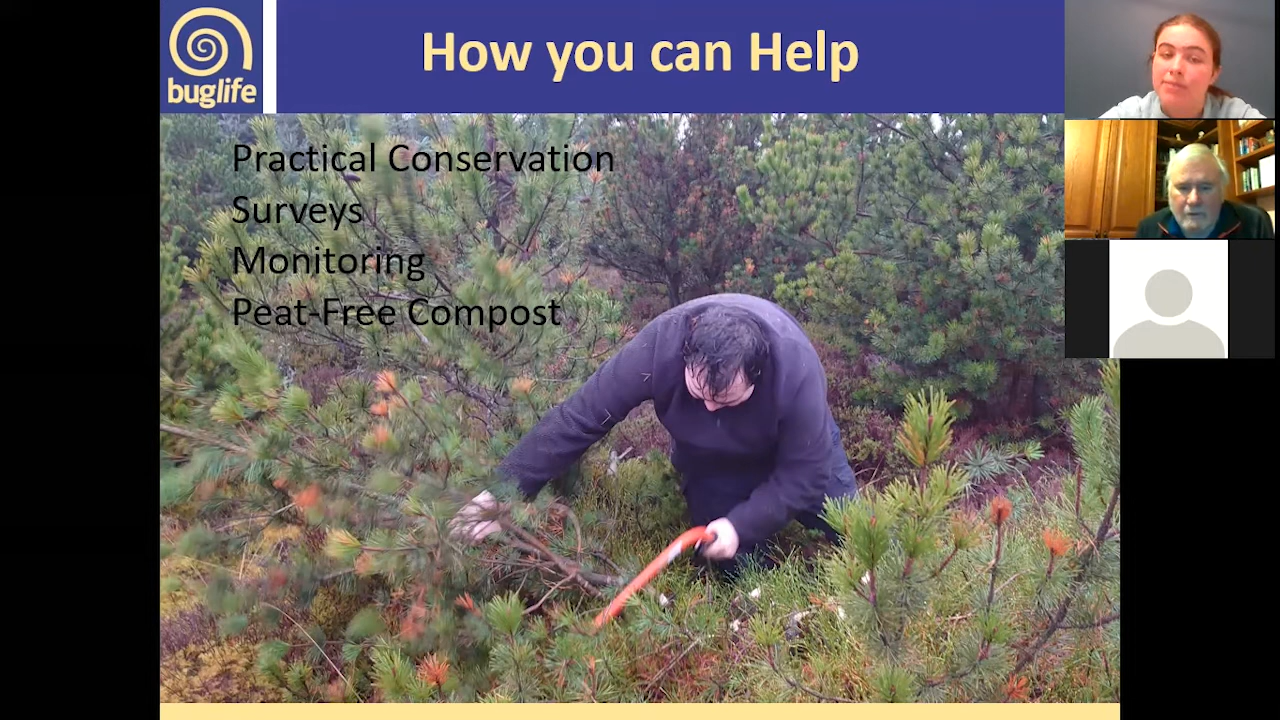 buglife
How you can Help
Practical Conservation
Surveys
Monitoring
Peat-Free Compost